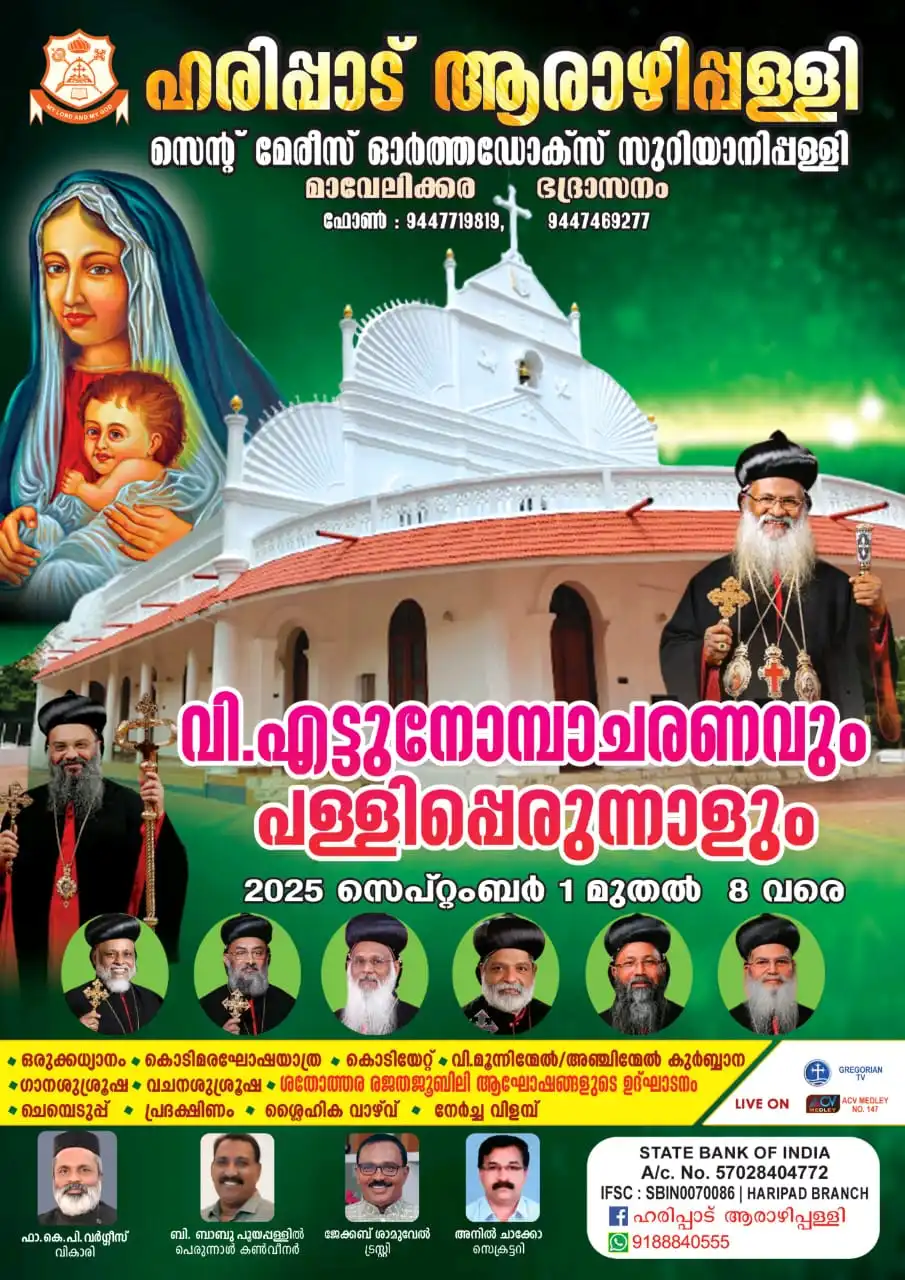 MY LORD AND MY GOD
ഹരിപ്പാട് ആരാഴിപ്പള്ളി
സെന്റ് മേരീസ് ഓർത്തഡോക്സ് സുറിയാനിപ്പള്ളി
മാവേലിക്കര ഭദ്രാസനം
ഫോൺ : 9447719819, 9447469277
വി.എട്ടുനോമ്പാചരണവും
പള്ളിപ്പെരുന്നാളും
2025 സെപ്റ്റംബർ 1 മുതൽ 8 വരെ
• ഒരുക്കധ്യാനം • കൊടിമരഘോഷയാത്ര • കൊടിയേറ്റ് • വി.മൂന്നിന്മേൽ/അഞ്ചിന്മേൽ കുർബ്ബാന
• ഗാനശുശ്രൂഷ • വചനശുശ്രൂഷ • ശതോത്തര രജതജൂബിലി ആഘോഷങ്ങളുടെ ഉദ്ഘാടനം
• ചെമ്പെടുപ്പ് • പ്രദക്ഷിണം • ശ്ലൈഹിക വാഴ്‌വ് • നേർച്ച വിളമ്പ്
LIVE ON
GREGORIAN TV
ACV MEDLEY
ACV MEDLEY NO. 147
ഫാ.കെ.പി.വർഗ്ഗീസ്
വികാരി
ബി. ബാബു പുയപ്പള്ളിൽ
പെരുന്നാൾ കൺവീനർ
ജേക്കബ് ശാമുവേൽ
ട്രസ്റ്റി
അനിൽ ചാക്കോ
സെക്രട്ടറി
STATE BANK OF INDIA
A/c. No. 57028404772
IFSC : SBIN0070086 | HARIPAD BRANCH
ഹരിപ്പാട് ആരാഴിപ്പള്ളി
9188840555